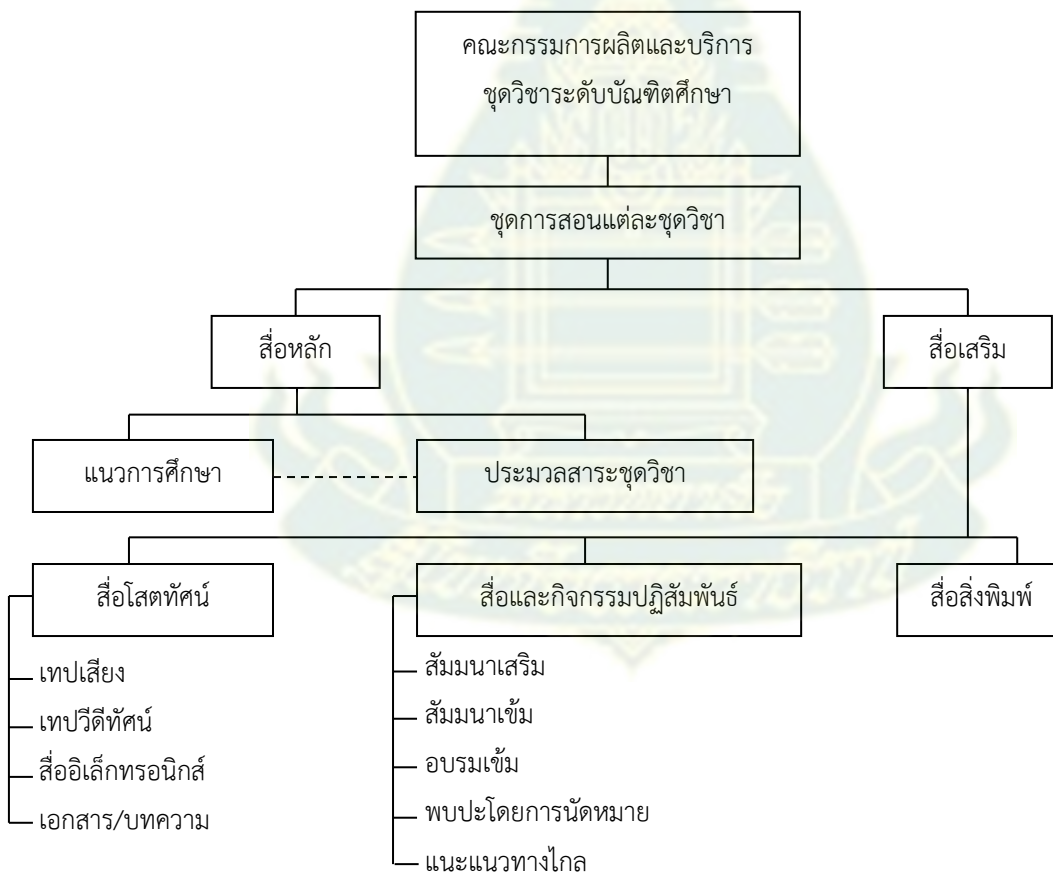 คณะกรรมการผลิตและบริการ
ชุดวิชาระดับบัณฑิตศึกษา
ชุดการสอนแต่ละชุดวิชา
สื่อหลัก
สื่อเสริม
แนวการศึกษา
ประมวลสาระชุดวิชา
สื่อโสตทัศน์
สื่อและกิจกรรมปฏิสัมพันธ์
สื่อสิ่งพิมพ์
เทปเสียง
เทปวีดีทัศน์
สื่ออิเล็กทรอนิกส์
เอกสาร/บทความ
สัมมนาเสริม
สัมมนาเข้ม
อบรมเข้ม
พบปะโดยการนัดหมาย
แนะแนวทางไกล